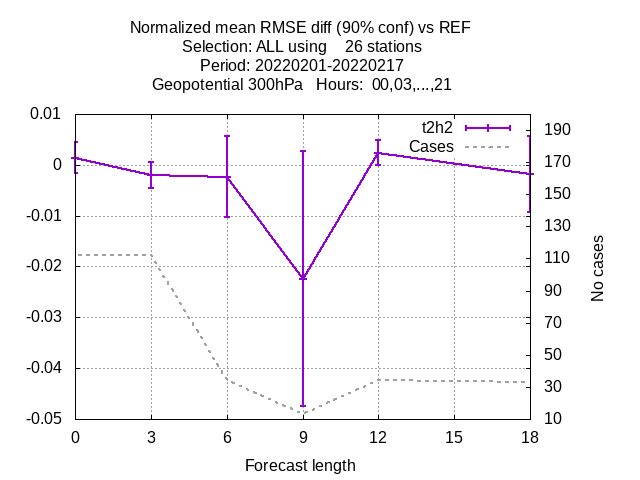 Normalized mean RMSE diff (90% conf) vs REF
Selection: ALL using    26 stations
Period: 20220201-20220217
Geopotential 300hPa   Hours:  00,03,...,21
0.01
0
-0.01
-0.02
-0.03
-0.04
-0.05
t2h2
Cases
190
170
150
130
110
90
70
50
30
10
No cases
0 3 6 9 12 15 18
Forecast length